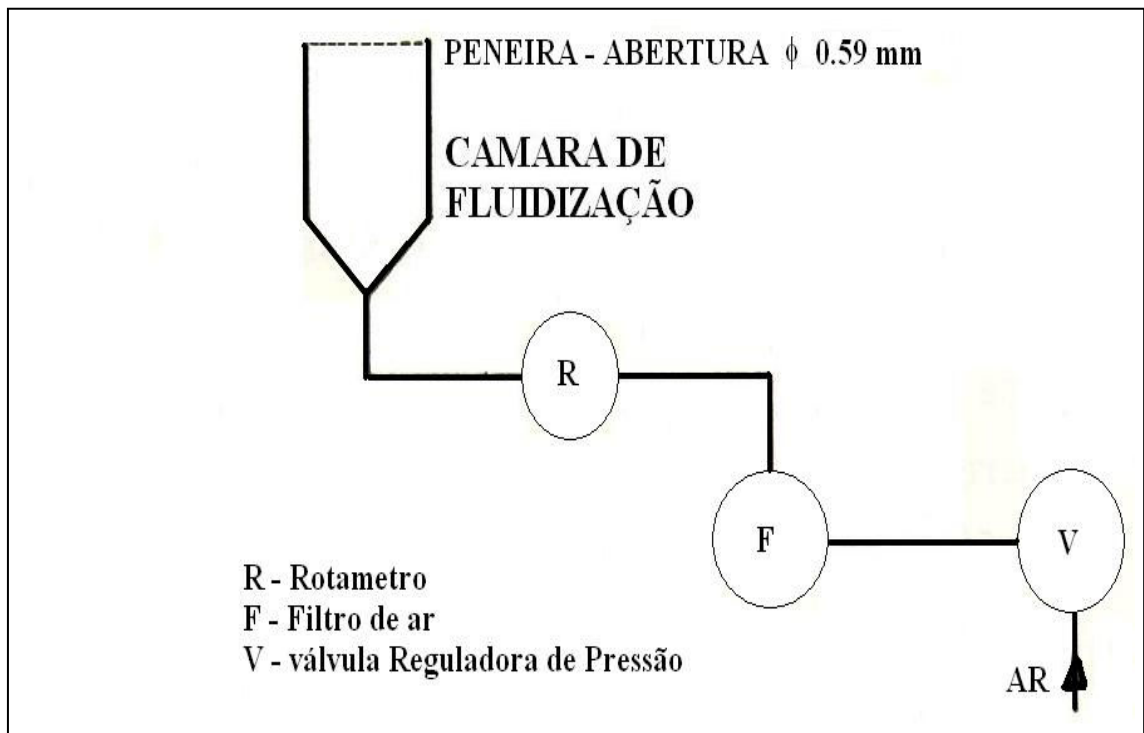 PENEIRA - ABERTURA ϕ 0.59 mm
CAMARA DE
FLUIDIZAÇÃO
R
F
V
R - Rotametro
F - Filtro de ar
V - válvula Reguladora de Pressão
AR